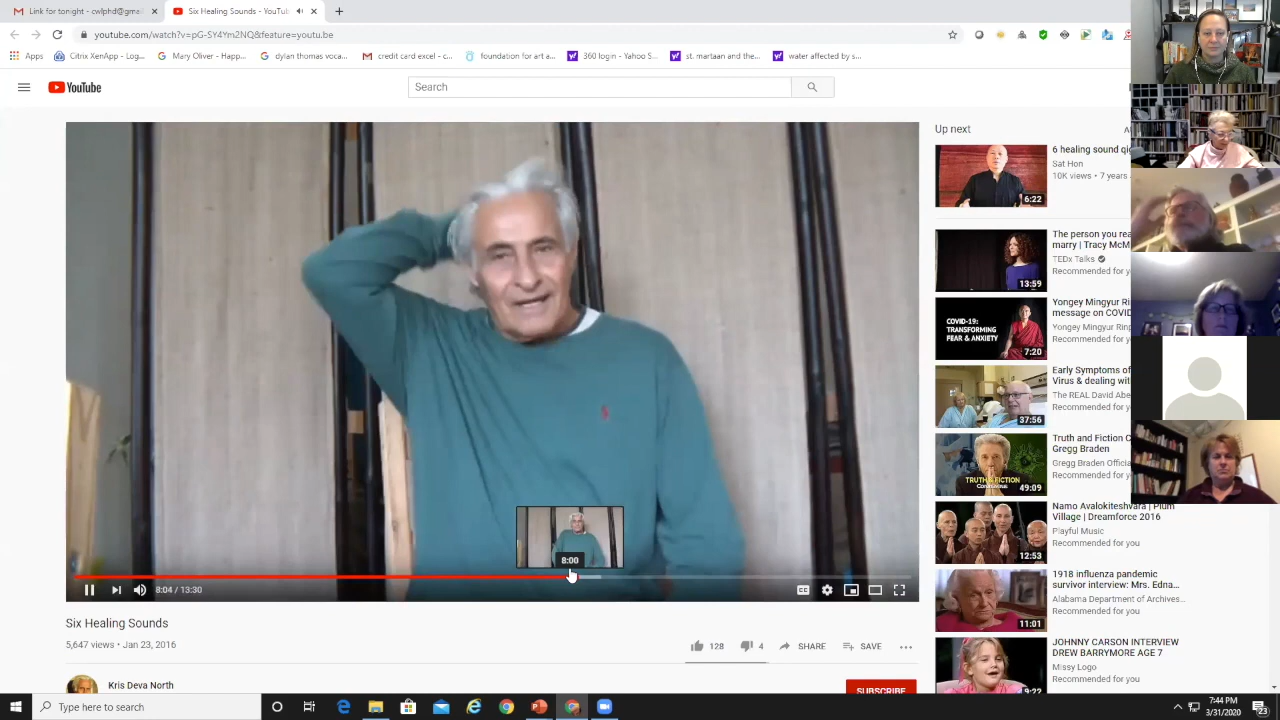 Link for tonight - cwlphd@gmai
Six Healing Sounds - YouTub
youtube.com/watch?v=pG-SY4Ym2NQ&feature=youtu.be
Apps
Citrix XenApp - Log...
Mary Oliver - Happ...
dylan thomas voca...
credit card excel - c...
foundation for art -...
360 login - Yahoo S...
st. martaan the mo...
water affected by s...
YouTube
Search
Up next
6 healing sound qi
Sat Hon
10K views • 7 years
6:22
The person you rea
marry | Tracy McM
TEDx Talks
Recommended for y
13:59
Yongey Mingyur Rin
message on COVID
Yongey Mingyur Rinp
Recommended for y
COVID-19:
TRANSFORMING
FEAR & ANXIETY
7:20
Early Symptoms of
Virus & dealing wit
The REAL David Abe
Recommended for y
37:56
Truth and Fiction C
Gregg Braden
Gregg Braden Officia
Recommended for y
49:09
Namo Avalokiteshvara | Plum
Village | Dreamforce 2016
Playful Music
Recommended for you
12:53
1918 influenza pandemic
survivor interview: Mrs. Edna...
Alabama Department of Archives...
Recommended for you
11:01
JOHNNY CARSON INTERVIEW
DREW BARRYMORE AGE 7
Missy Logo
Recommended for you
9:22
8:00
8:04 / 13:30
Six Healing Sounds
5,647 views • Jan 23, 2016
128
4
SHARE
SAVE
Kris Deva North
SUBSCRIBE
Type here to search
7:44 PM
3/31/2020
23